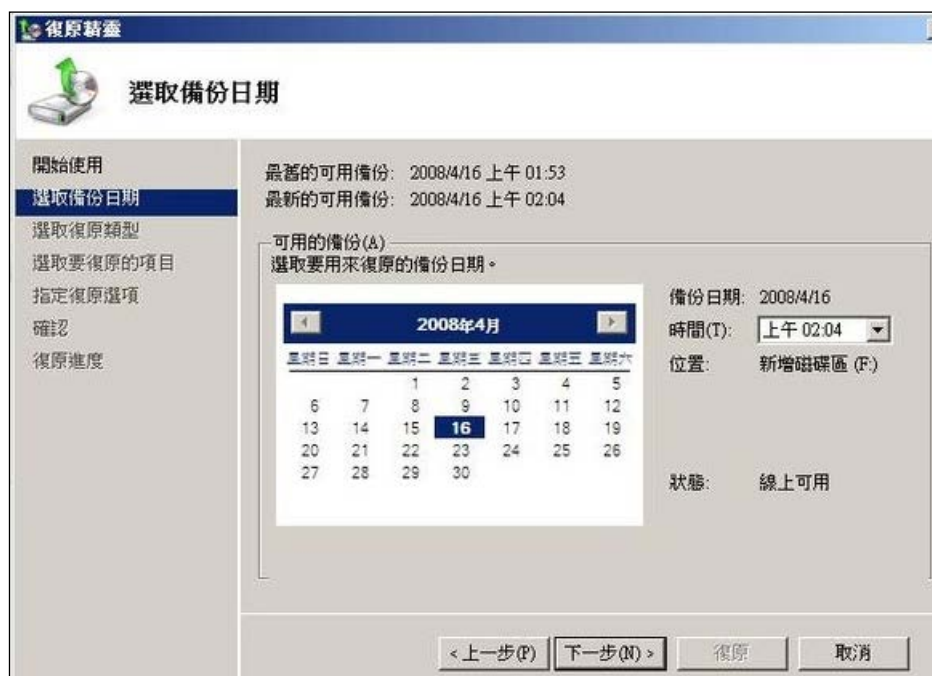 復原精靈
選取備份日期
開始使用
選取備份日期
選取復原類型
選取要復原的項目
指定復原選項
確認
復原進度
最舊的可用備份: 2008/4/16 上午 01:53
最新的可用備份: 2008/4/16 上午 02:04
可用的備份(A)
選取要用來復原的備份日期。
2008年4月
星期日 星期一 星期二 星期三 星期四 星期五 星期六
1 2 3 4 5
6 7 8 9 10 11 12
13 14 15 16 17 18 19
20 21 22 23 24 25 26
27 28 29 30
備份日期: 2008/4/16
時間(T): 上午 02:04
位置: 新增磁碟區 (F:)
狀態: 線上可用
<上一步(P) 下一步(N)> 復原 取消